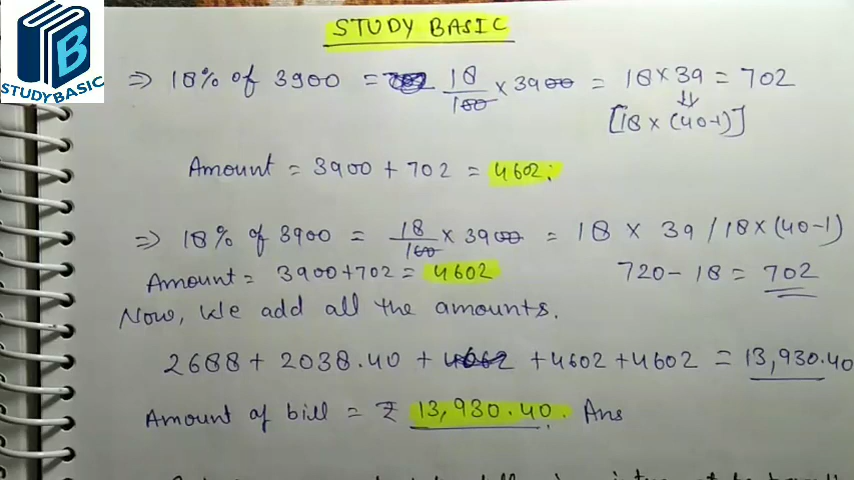 STUDY BASIC
B
STUDYBASIC
⇒ 18% of 3900 = 18/100 × 3900 = 18 × 39 = 702
[18 × (40-1)]
Amount = 3900 + 702 = 4602.
⇒ 18% of 3900 = 18/100 × 3900 = 18 × 39 / 18 × (40-1)
Amount = 3900+702 = 4602
720 - 18 = 702
Now, We add all the amounts.
2688 + 2038.40 + 4662 + 4602 + 4602 = 13,930.40
Amount of bill = ₹ 13,930.40. Ans